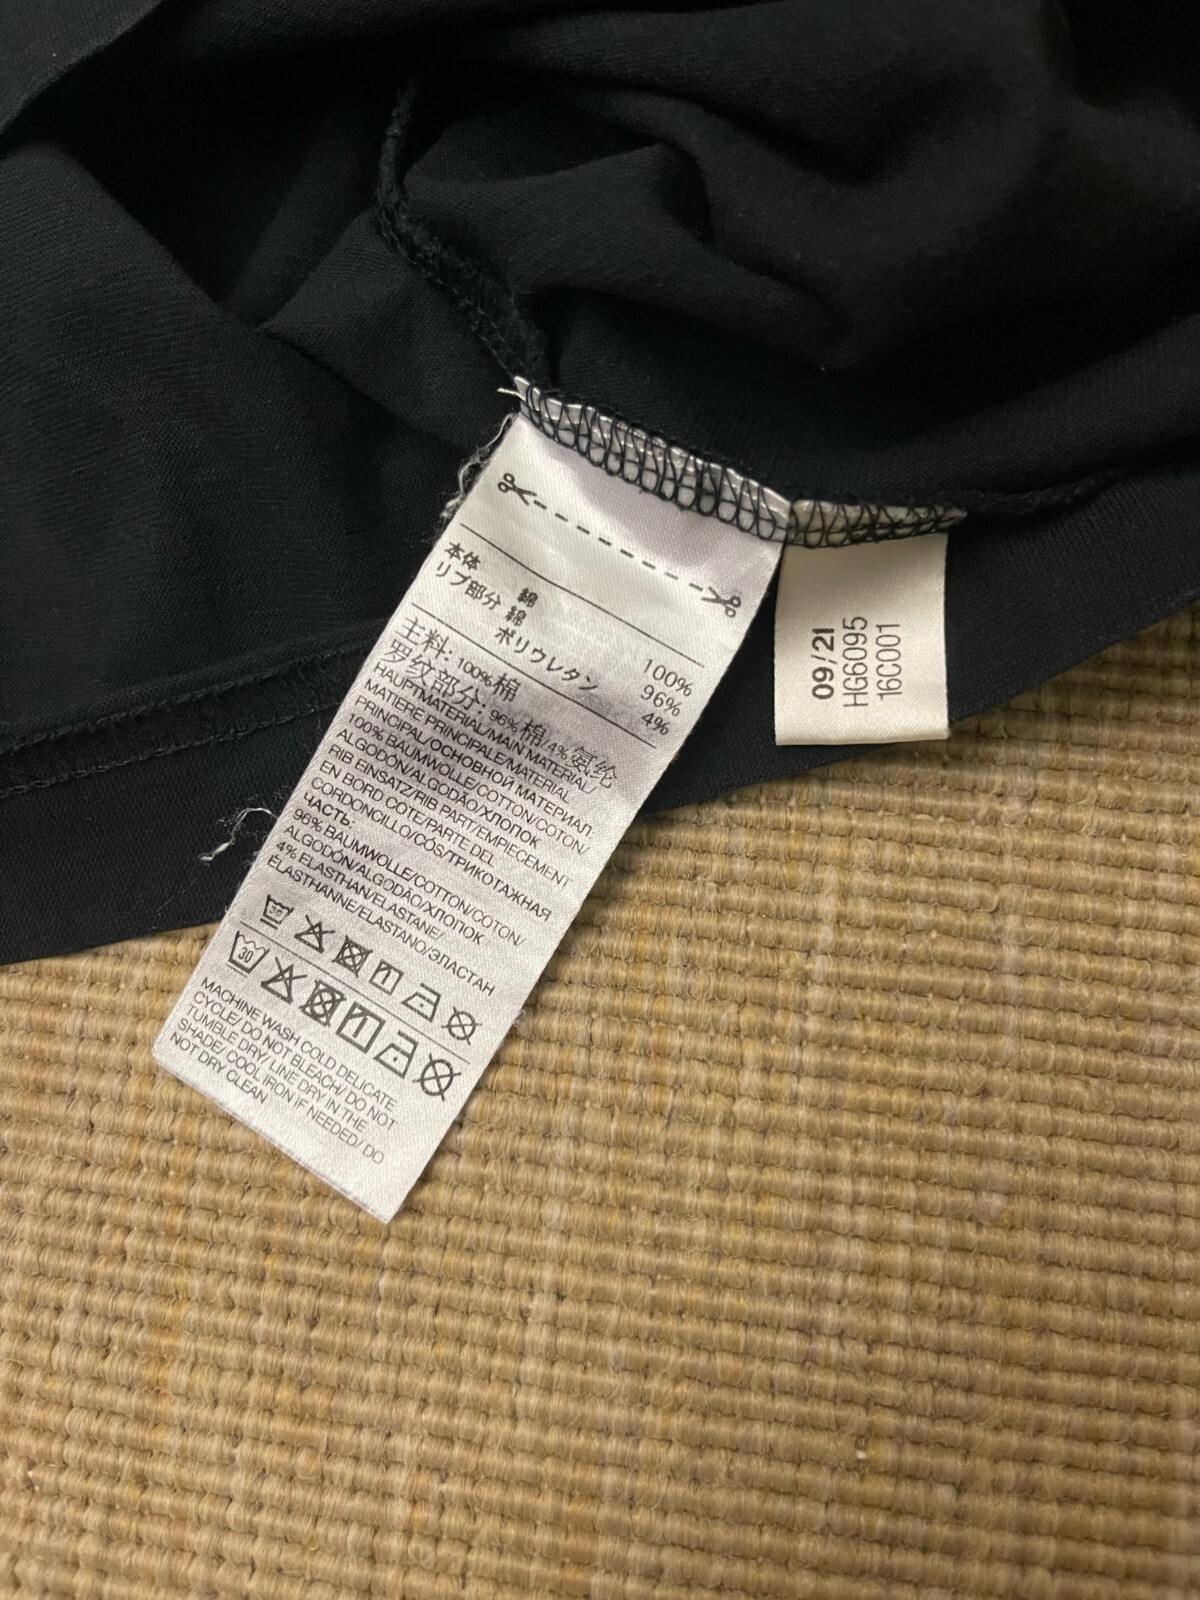 本体 綿 100%
リブ部分 綿 96%
ポリウレタン 4%
主料: 100% 棉
罗纹部分: 96% 棉/4% 氨纶
HAUPTMATERIAL/MAIN MATERIAL/
MATIERE PRINCIPALE/MATERIAL
PRINCIPAL/ОСНОВНОЙ МАТЕРИАЛ:
100% BAUMWOLLE/COTTON/COTON/
ALGODÓN/ALGODÃO/ХЛОПОК
RIB EINSATZ/RIB PART/EMPIECEMENT
EN BORD COTE/PARTE DEL
CORDONCILLO/CÓS/ТРИКОТАЖНАЯ
ЧАСТЬ:
96% BAUMWOLLE/COTTON/COTON/
ALGODÓN/ALGODÃO/ХЛОПОК
4% ELASTHAN/ELASTANE/
ÉLASTHANNE/ELASTANO/ЭЛАСТАН
30
30
MACHINE WASH COLD DELICATE
CYCLE/ DO NOT BLEACH/ DO NOT
TUMBLE DRY/ LINE DRY IN THE
SHADE/ COOL IRON IF NEEDED/ DO
NOT DRY CLEAN
09/21
HG6095
16C001